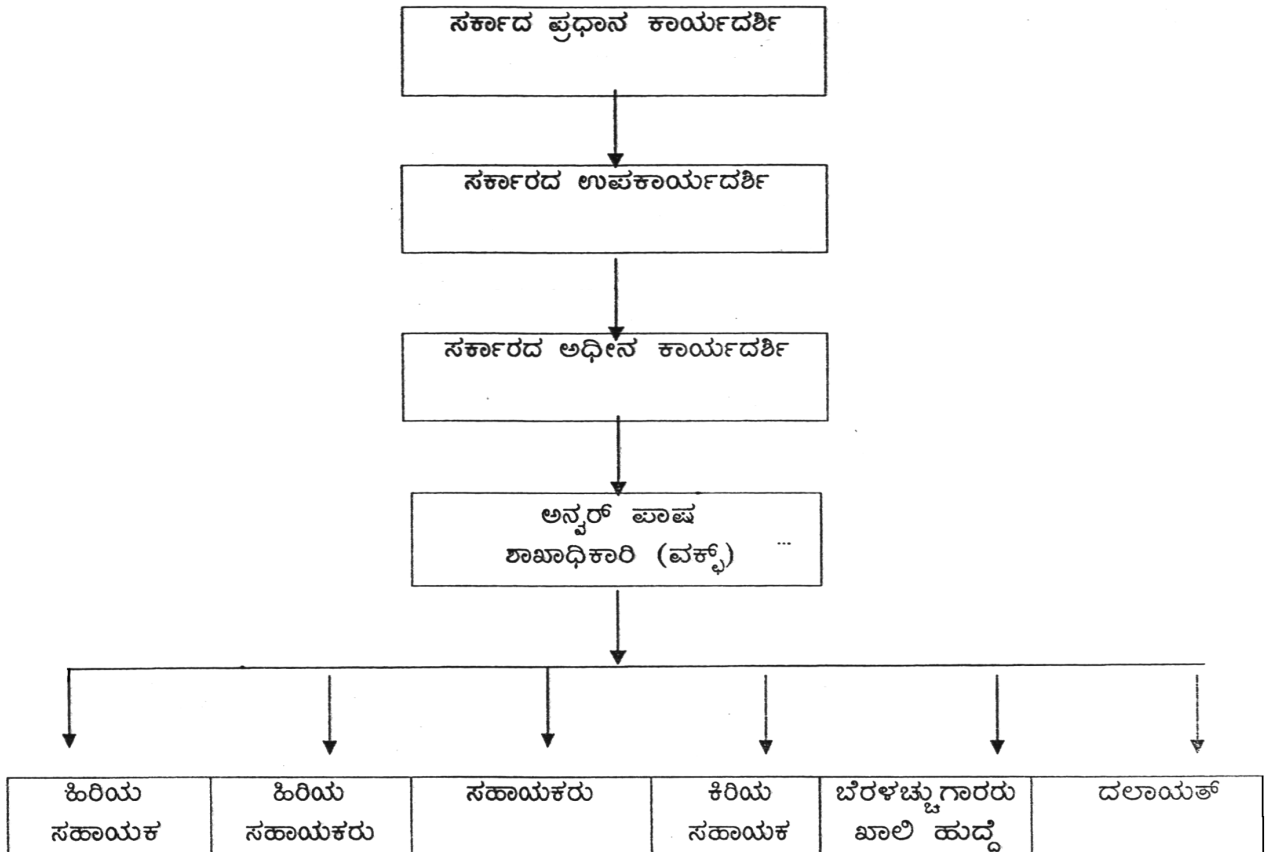 ಸರ್ಕಾದ ಪ್ರಧಾನ ಕಾರ್ಯದರ್ಶಿ
ಸರ್ಕಾರದ ಉಪಕಾರ್ಯದರ್ಶಿ
ಸರ್ಕಾರದ ಅಧೀನ ಕಾರ್ಯದರ್ಶಿ
ಅನ್ವರ್ ಪಾಷ
ಶಾಖಾಧಿಕಾರಿ (ವಕ್ಫ್) ...
ಹಿರಿಯ
ಸಹಾಯಕ
ಹಿರಿಯ
ಸಹಾಯಕರು
ಸಹಾಯಕರು
ಕಿರಿಯ
ಸಹಾಯಕ
ಬೆರಳಚ್ಚುಗಾರರು
ಖಾಲಿ ಹುದ್ದೆ
ದಲಾಯತ್